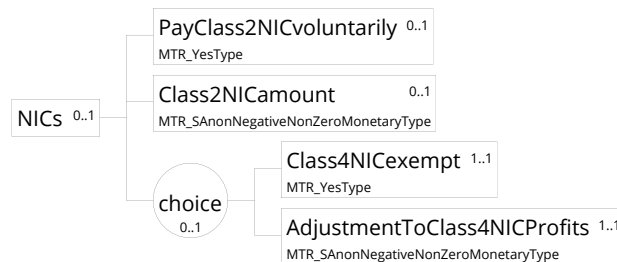 PayClass2NICvoluntarily 0..1
MTR_YesType
Class2NICamount 0..1
MTR_SAnonNegativeNonZeroMonetaryType
NICs 0..1
Class4NICexempt 1..1
MTR_YesType
choice
0..1
AdjustmentToClass4NICProfits 1..1
MTR_SAnonNegativeNonZeroMonetaryType